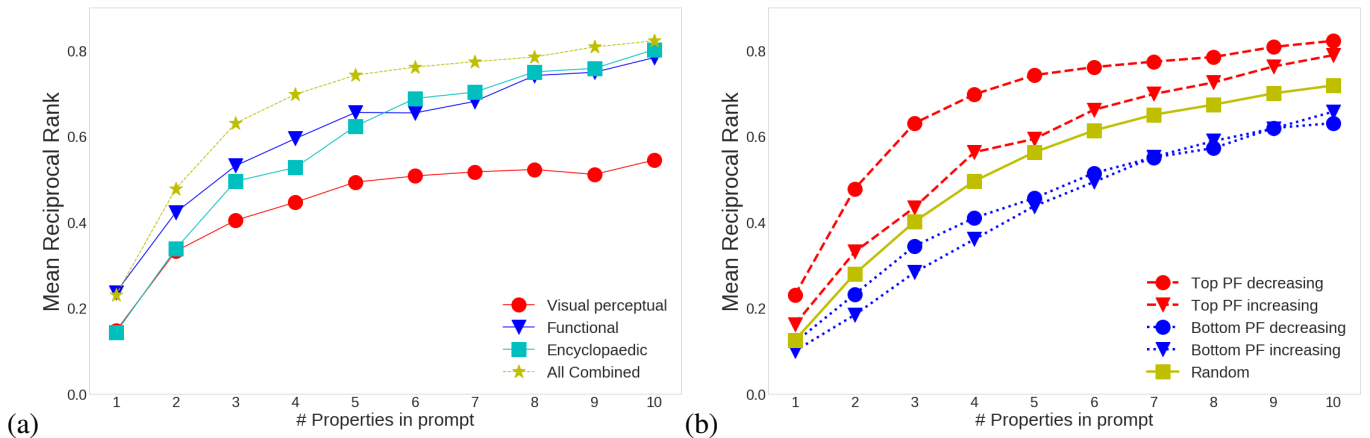 0.8
0.6
0.4
0.2
0.0
Mean Reciprocal Rank
Visual perceptual
Functional
Encyclopaedic
All Combined
1 2 3 4 5 6 7 8 9 10
# Properties in prompt
(a)
0.8
0.6
0.4
0.2
0.0
Mean Reciprocal Rank
Top PF decreasing
Top PF increasing
Bottom PF decreasing
Bottom PF increasing
Random
1 2 3 4 5 6 7 8 9 10
# Properties in prompt
(b)